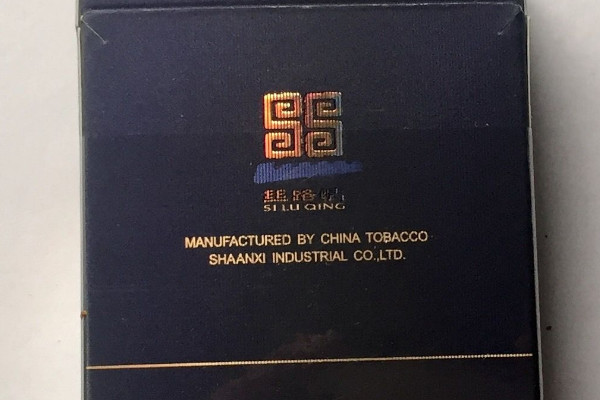 丝路情
SI LU QING
MANUFACTURED BY CHINA TOBACCO
SHAANXI INDUSTRIAL CO.,LTD.